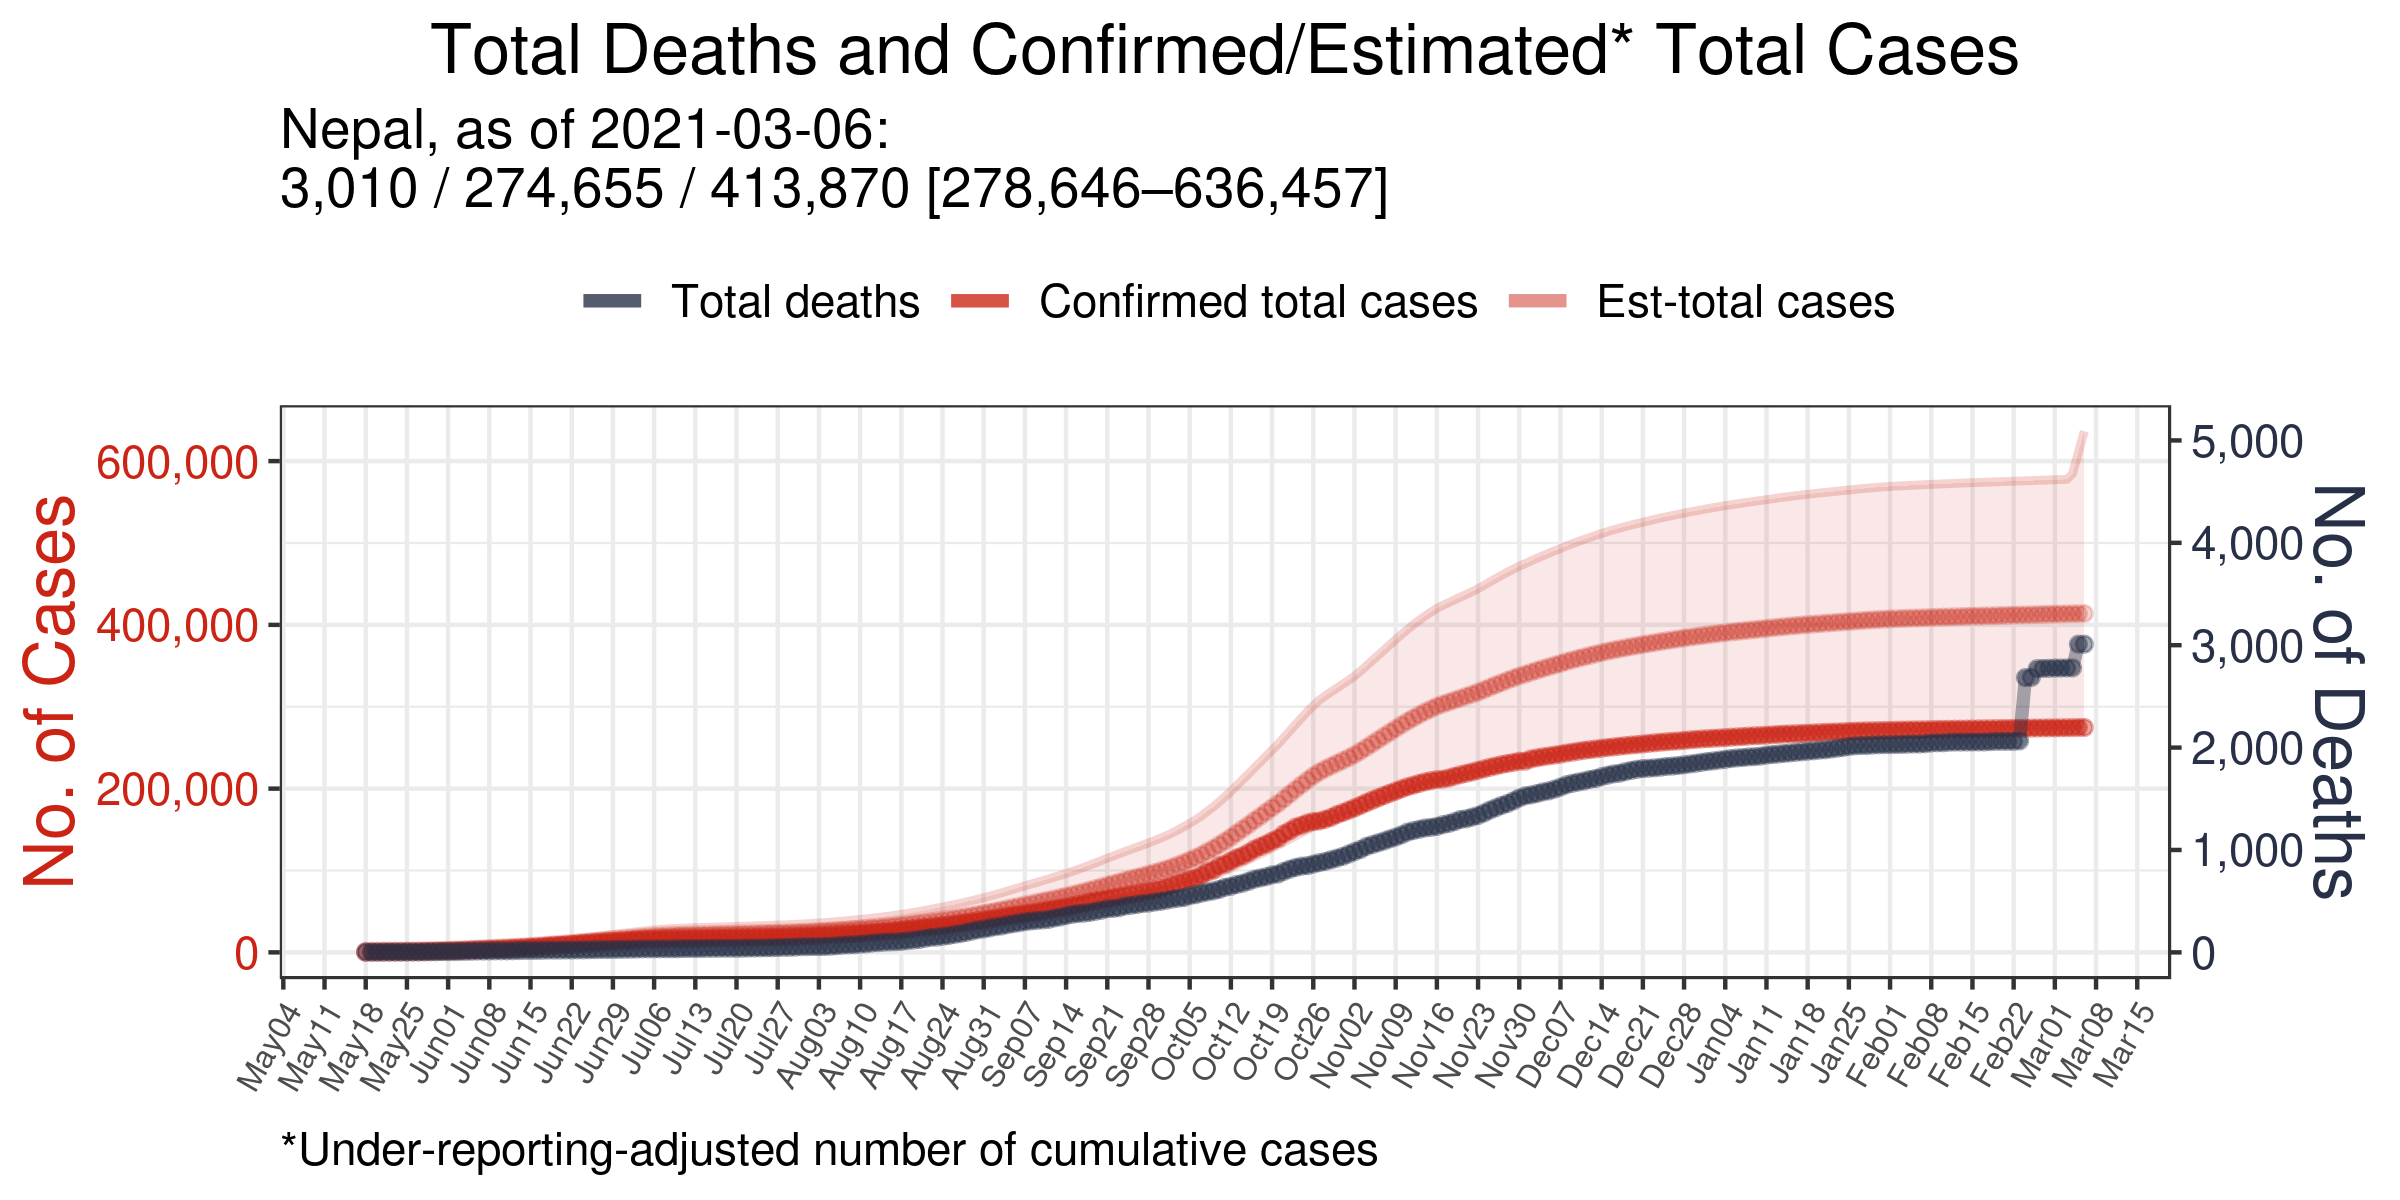 Total Deaths and Confirmed/Estimated* Total Cases
Nepal, as of 2021-03-06:
3,010 / 274,655 / 413,870 [278,646–636,457]
Total deaths
Confirmed total cases
Est-total cases
No. of Cases
600,000
400,000
200,000
0
5,000
4,000
3,000
2,000
1,000
0
No. of Deaths
May04
May11
May18
May25
Jun01
Jun08
Jun15
Jun22
Jun29
Jul06
Jul13
Jul20
Jul27
Aug03
Aug10
Aug17
Aug24
Aug31
Sep07
Sep14
Sep21
Sep28
Oct05
Oct12
Oct19
Oct26
Nov02
Nov09
Nov16
Nov23
Nov30
Dec07
Dec14
Dec21
Dec28
Jan04
Jan11
Jan18
Jan25
Feb01
Feb08
Feb15
Feb22
Mar01
Mar08
Mar15
*Under-reporting-adjusted number of cumulative cases